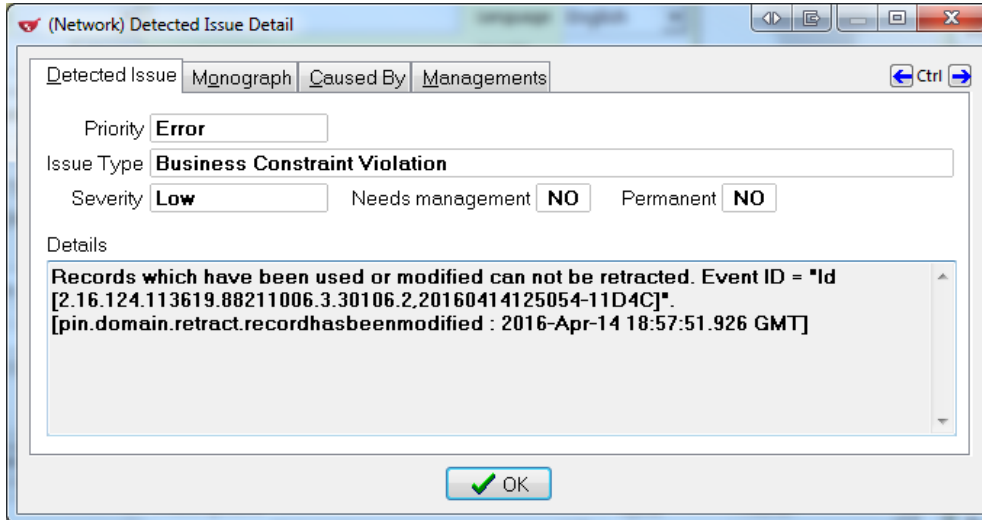 (Network) Detected Issue Detail
Language English
Detected Issue Monograph Caused By Managements
Ctrl
Priority Error
Issue Type Business Constraint Violation
Severity Low Needs management NO Permanent NO
Details
Records which have been used or modified can not be retracted. Event ID = "Id
[2.16.124.113619.88211006.3.30106.2,20160414125054-11D4C]".
[pin.domain.retract.recordhasbeenmodified : 2016-Apr-14 18:57:51.926 GMT]
OK